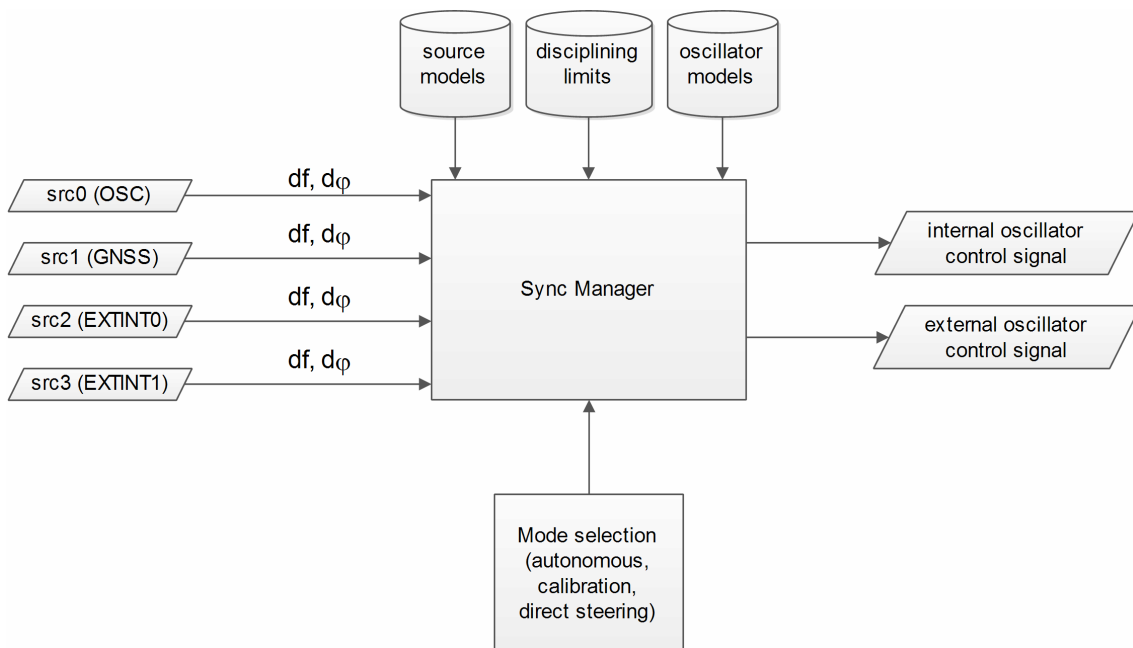 source
models
disciplining
limits
oscillator
models
src0 (OSC)
df, dφ
src1 (GNSS)
df, dφ
src2 (EXTINT0)
df, dφ
src3 (EXTINT1)
df, dφ
Sync Manager
internal oscillator
control signal
external oscillator
control signal
Mode selection
(autonomous,
calibration,
direct steering)